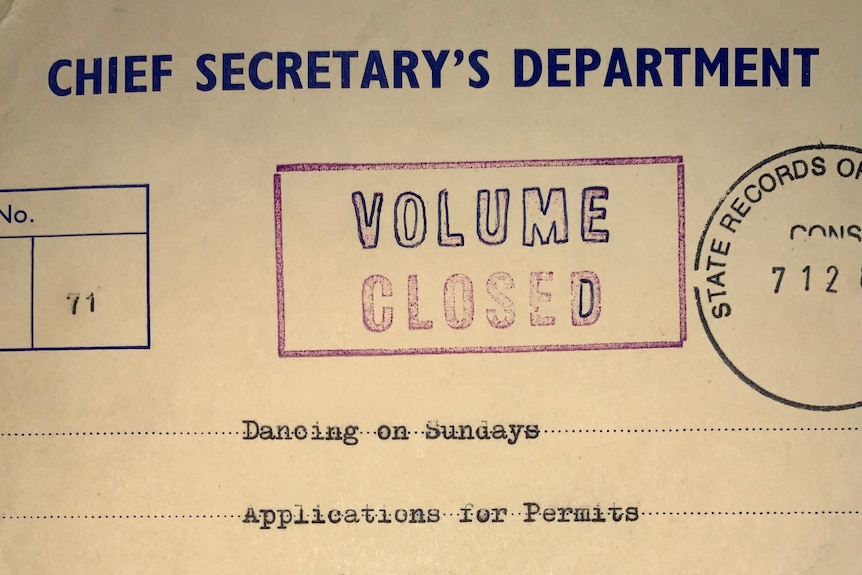 CHIEF SECRETARY'S DEPARTMENT
No.
71
VOLUME
CLOSED
STATE RECORDS OF
CONS
712
Dancing on Sundays
Applications for Permits